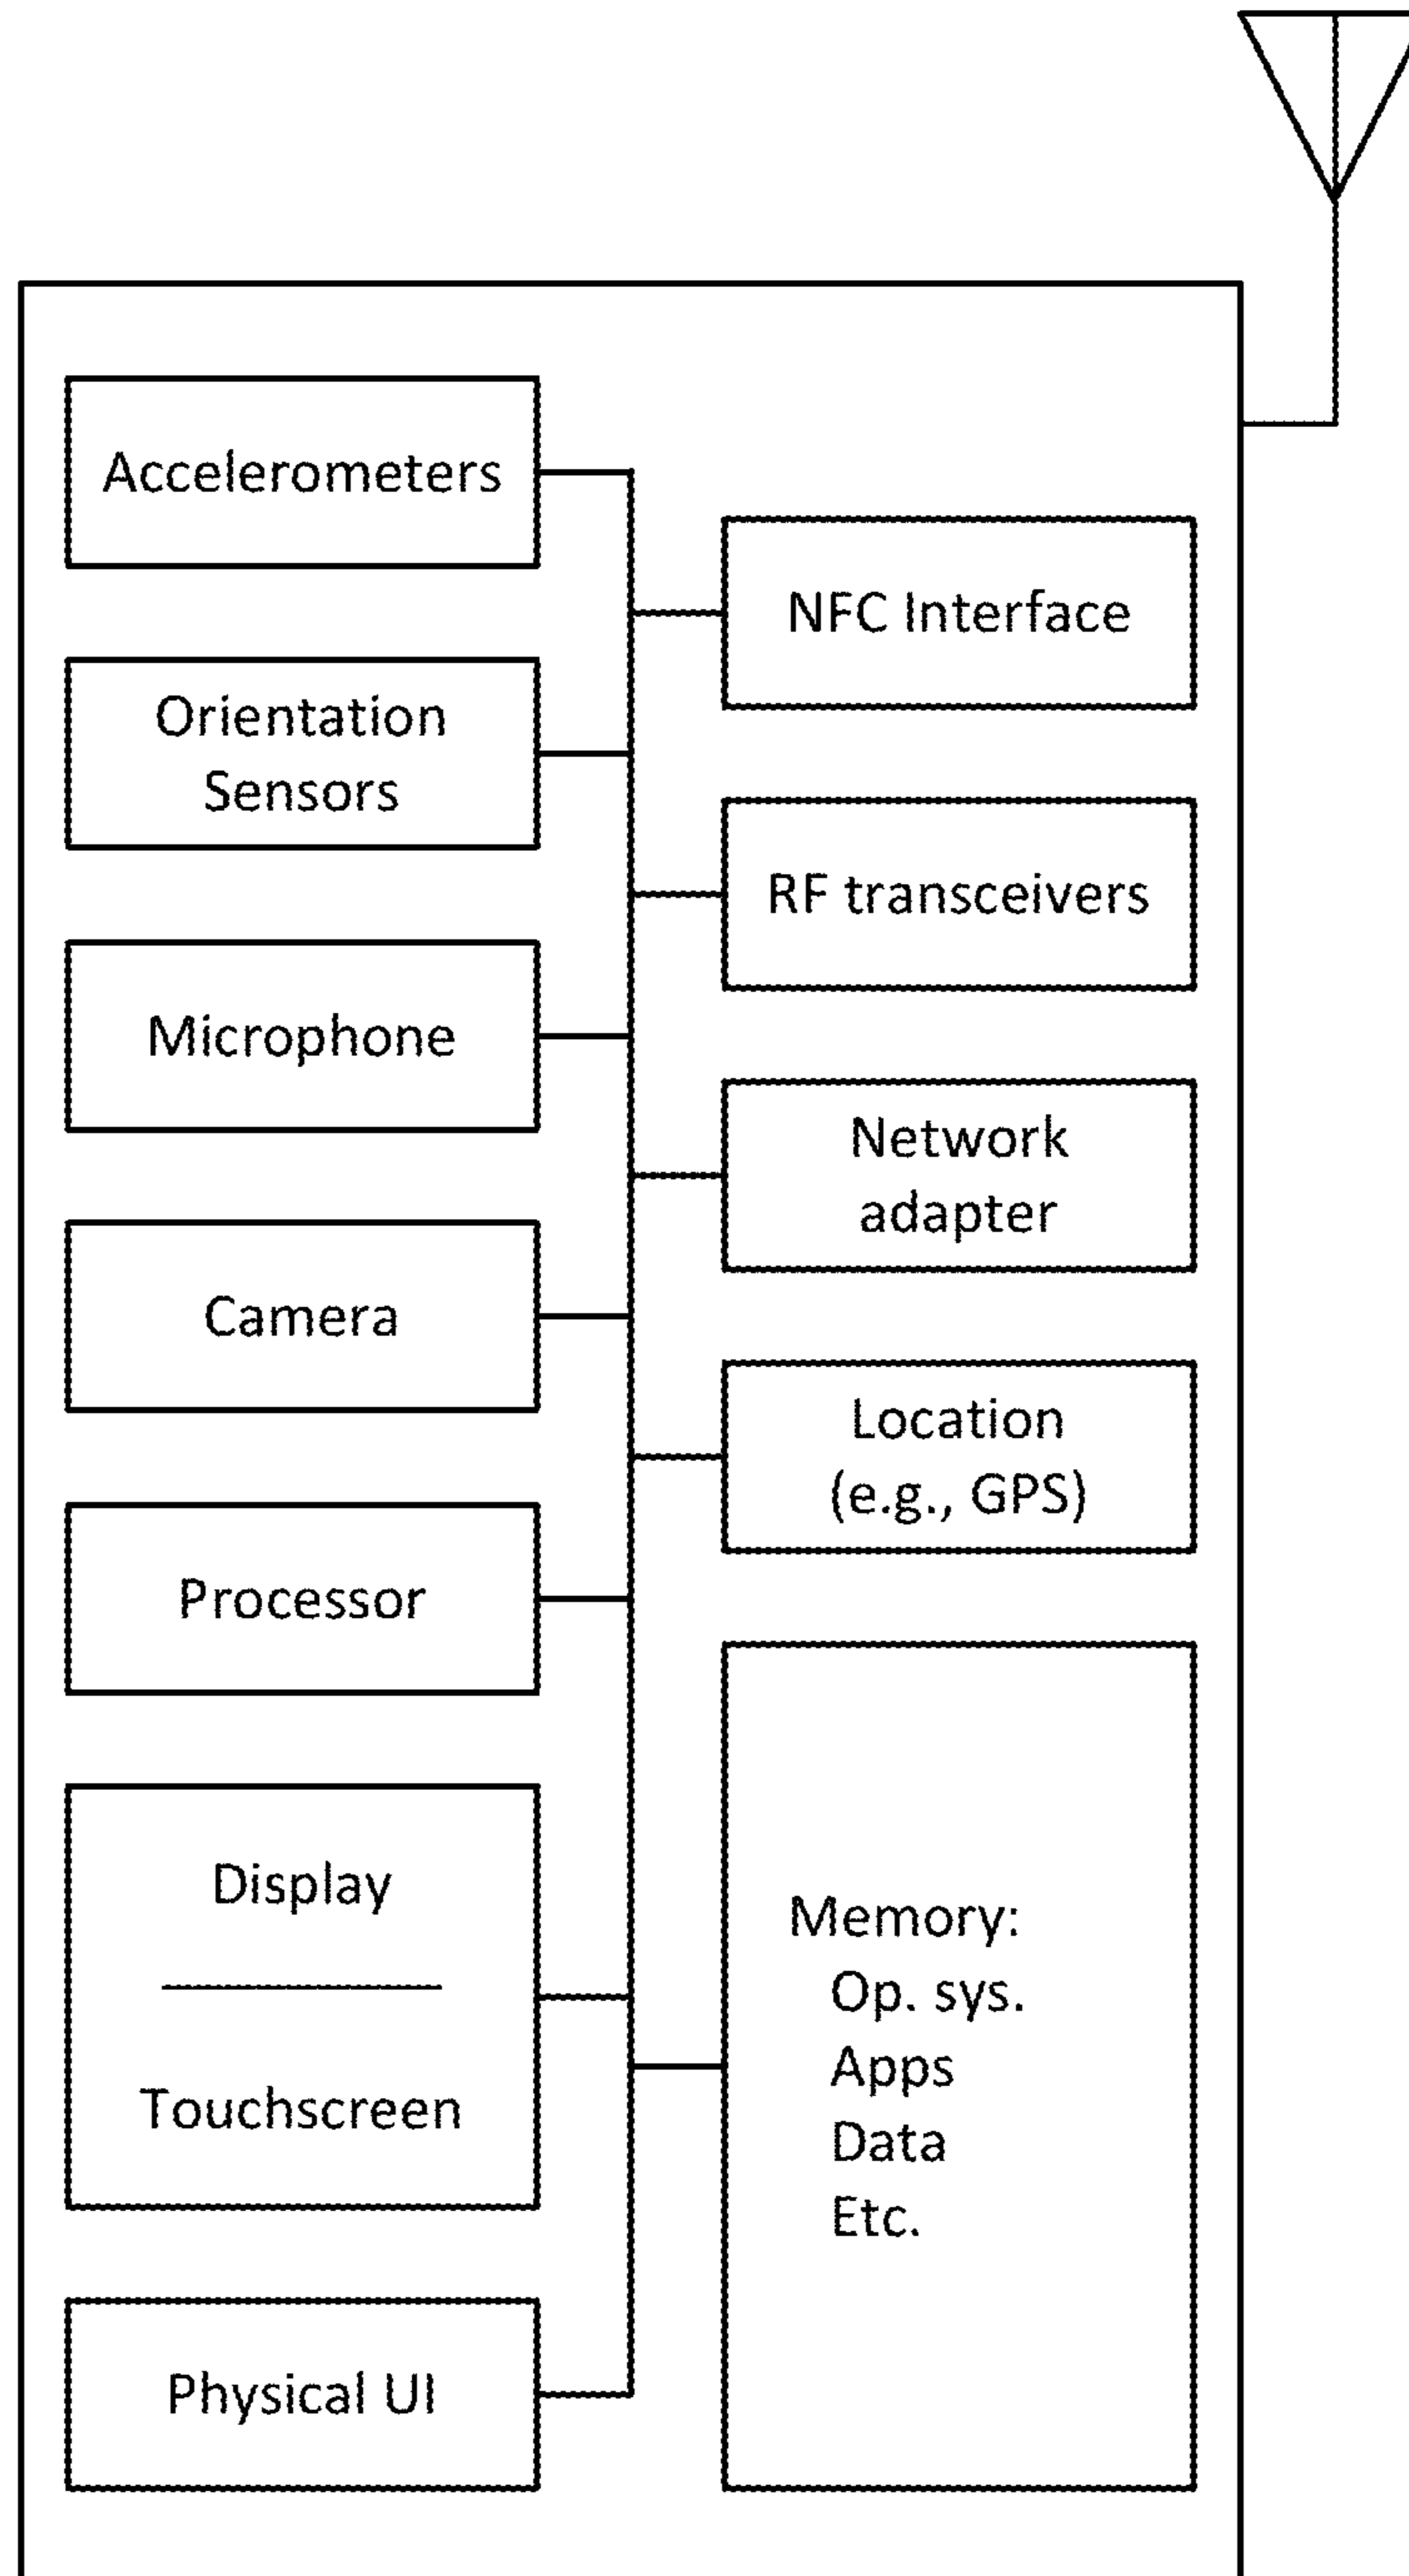 Accelerometers
Orientation
Sensors
Microphone
Camera
Processor
Display
Touchscreen
Physical UI
NFC Interface
RF transceivers
Network
adapter
Location
(e.g., GPS)
Memory:
Op. sys.
Apps
Data
Etc.